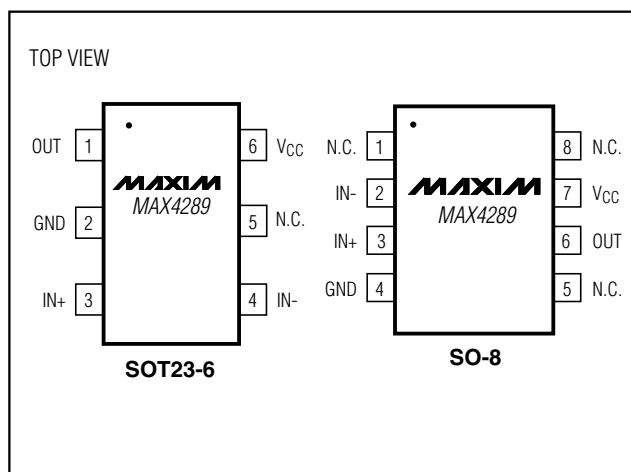 TOP VIEW
OUT 1
GND 2
IN+ 3
6 VCC
5 N.C.
4 IN-
MAXIM
MAX4289
SOT23-6
N.C. 1
IN- 2
IN+ 3
GND 4
8 N.C.
7 VCC
6 OUT
5 N.C.
MAXIM
MAX4289
SO-8